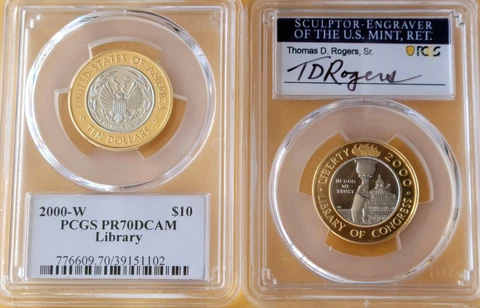 UNITED STATES OF AMERICA
TEN DOLLARS
2000-W $10
PCGS PR70DCAM
Library
776609.70/39151102
SCULPTOR-ENGRAVER
OF THE U.S. MINT, RET.
Thomas D. Rogers, Sr.
PCGS
TDRogers
LIBERTY 2000
IN GOD
WE
TRUST
LIBRARY OF CONGRESS